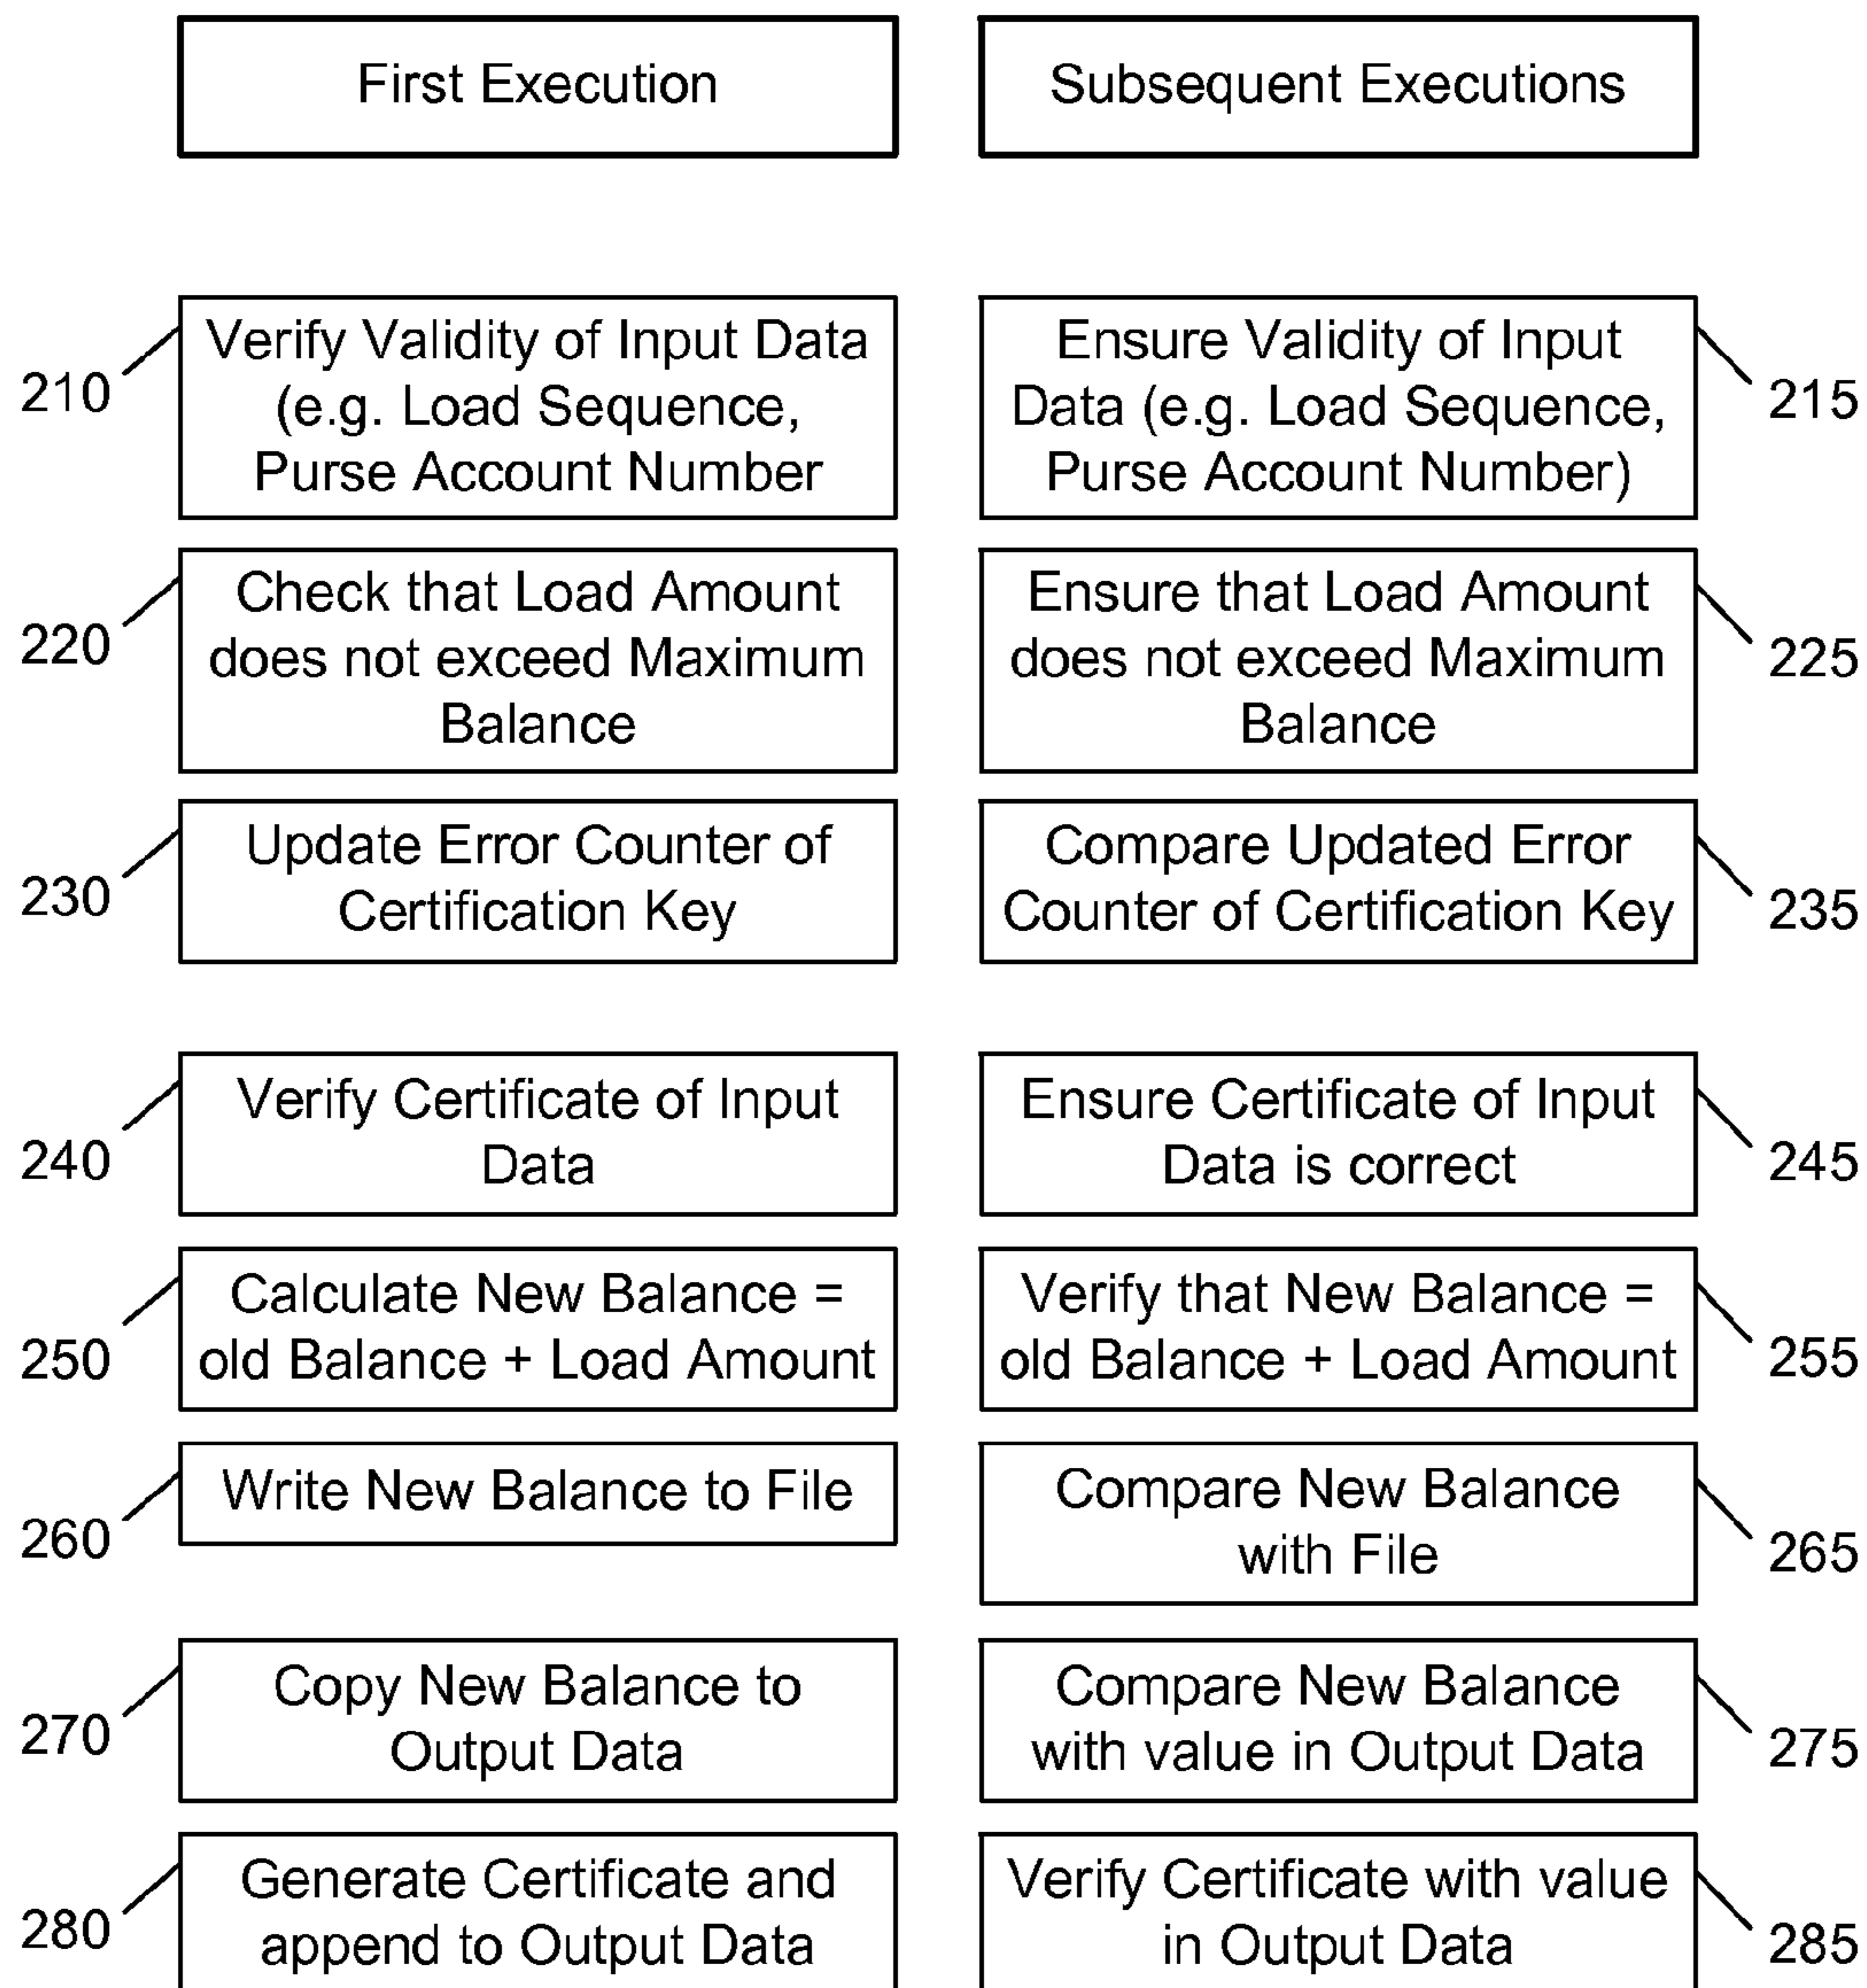 First Execution
Subsequent Executions
210
Verify Validity of Input Data
(e.g. Load Sequence,
Purse Account Number
Ensure Validity of Input
Data (e.g. Load Sequence,
Purse Account Number)
215
220
Check that Load Amount
does not exceed Maximum
Balance
Ensure that Load Amount
does not exceed Maximum
Balance
225
230
Update Error Counter of
Certification Key
Compare Updated Error
Counter of Certification Key
235
240
Verify Certificate of Input
Data
Ensure Certificate of Input
Data is correct
245
250
Calculate New Balance =
old Balance + Load Amount
Verify that New Balance =
old Balance + Load Amount
255
260
Write New Balance to File
Compare New Balance
with File
265
270
Copy New Balance to
Output Data
Compare New Balance
with value in Output Data
275
280
Generate Certificate and
append to Output Data
Verify Certificate with value
in Output Data
285